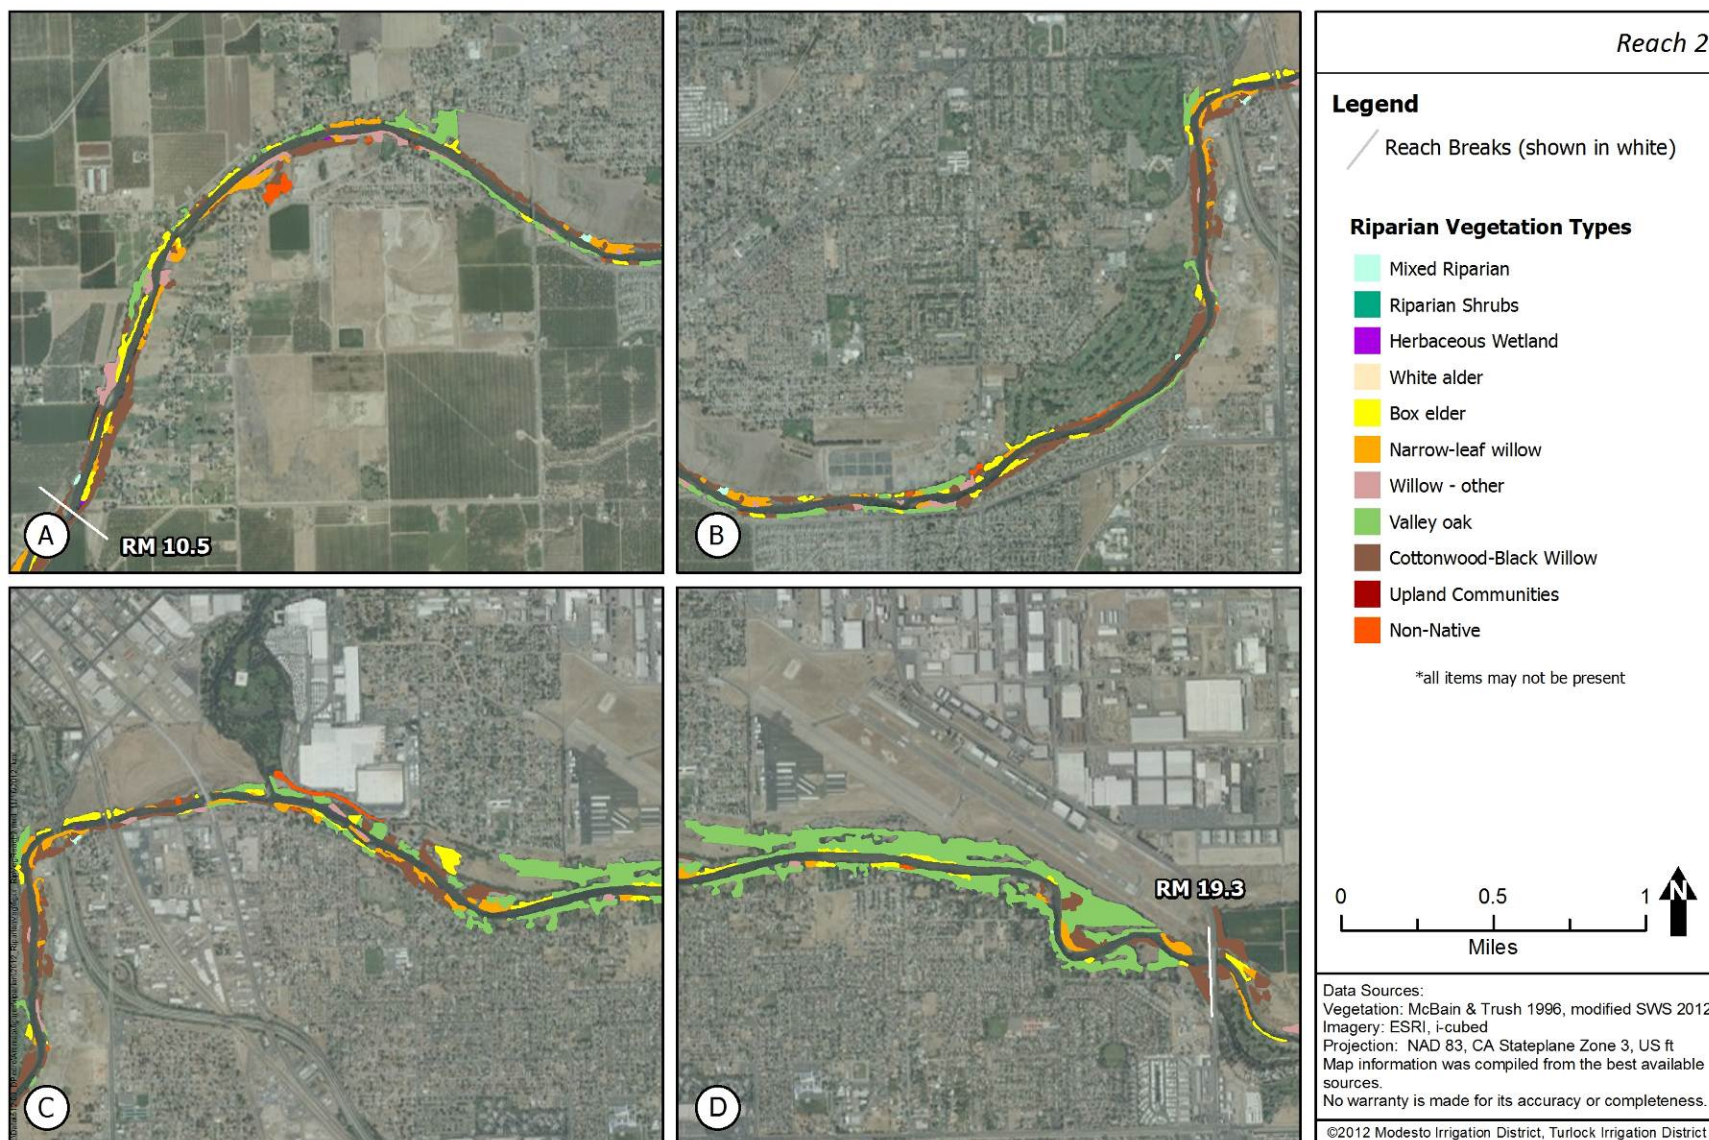 Reach 2
Legend
Reach Breaks (shown in white)
Riparian Vegetation Types
Mixed Riparian
Riparian Shrubs
Herbaceous Wetland
White alder
Box elder
Narrow-leaf willow
Willow - other
Valley oak
Cottonwood-Black Willow
Upland Communities
Non-Native
*all items may not be present
0 0.5 1
N
Miles
Data Sources:
Vegetation: McBain & Trush 1996, modified SWS 2012
Imagery: ESRI, i-cubed
Projection: NAD 83, CA Stateplane Zone 3, US ft
Map information was compiled from the best available
sources.
No warranty is made for its accuracy or completeness.
©2012 Modesto Irrigation District, Turlock Irrigation District
A
RM 10.5
B
C
D
RM 19.3